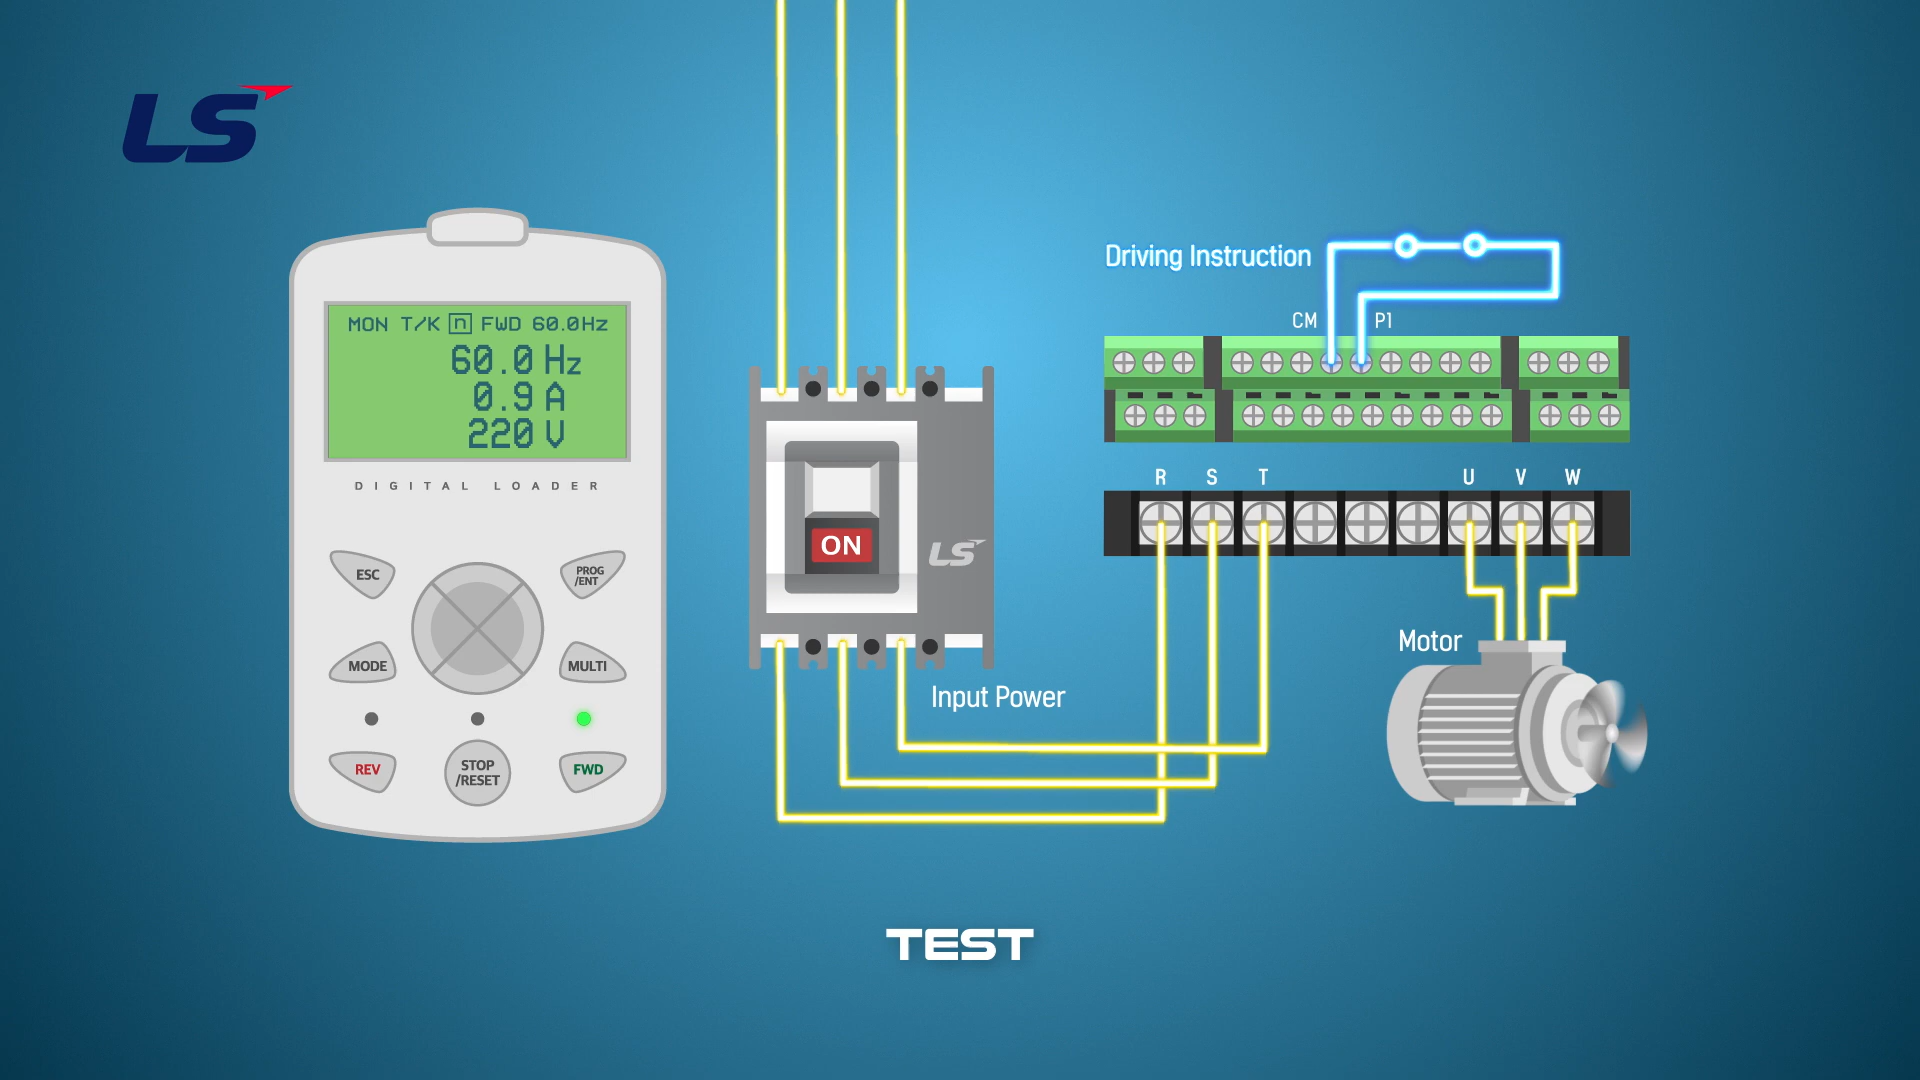 LS
MON T/K n FWD 60.0Hz
60.0 Hz
0.9 A
220 V
DIGITAL LOADER
ESC
PROG
/ENT
MODE
MULTI
REV
STOP
/RESET
FWD
ON
LS
Input Power
Driving Instruction
CM P1
R S T U V W
Motor
TEST